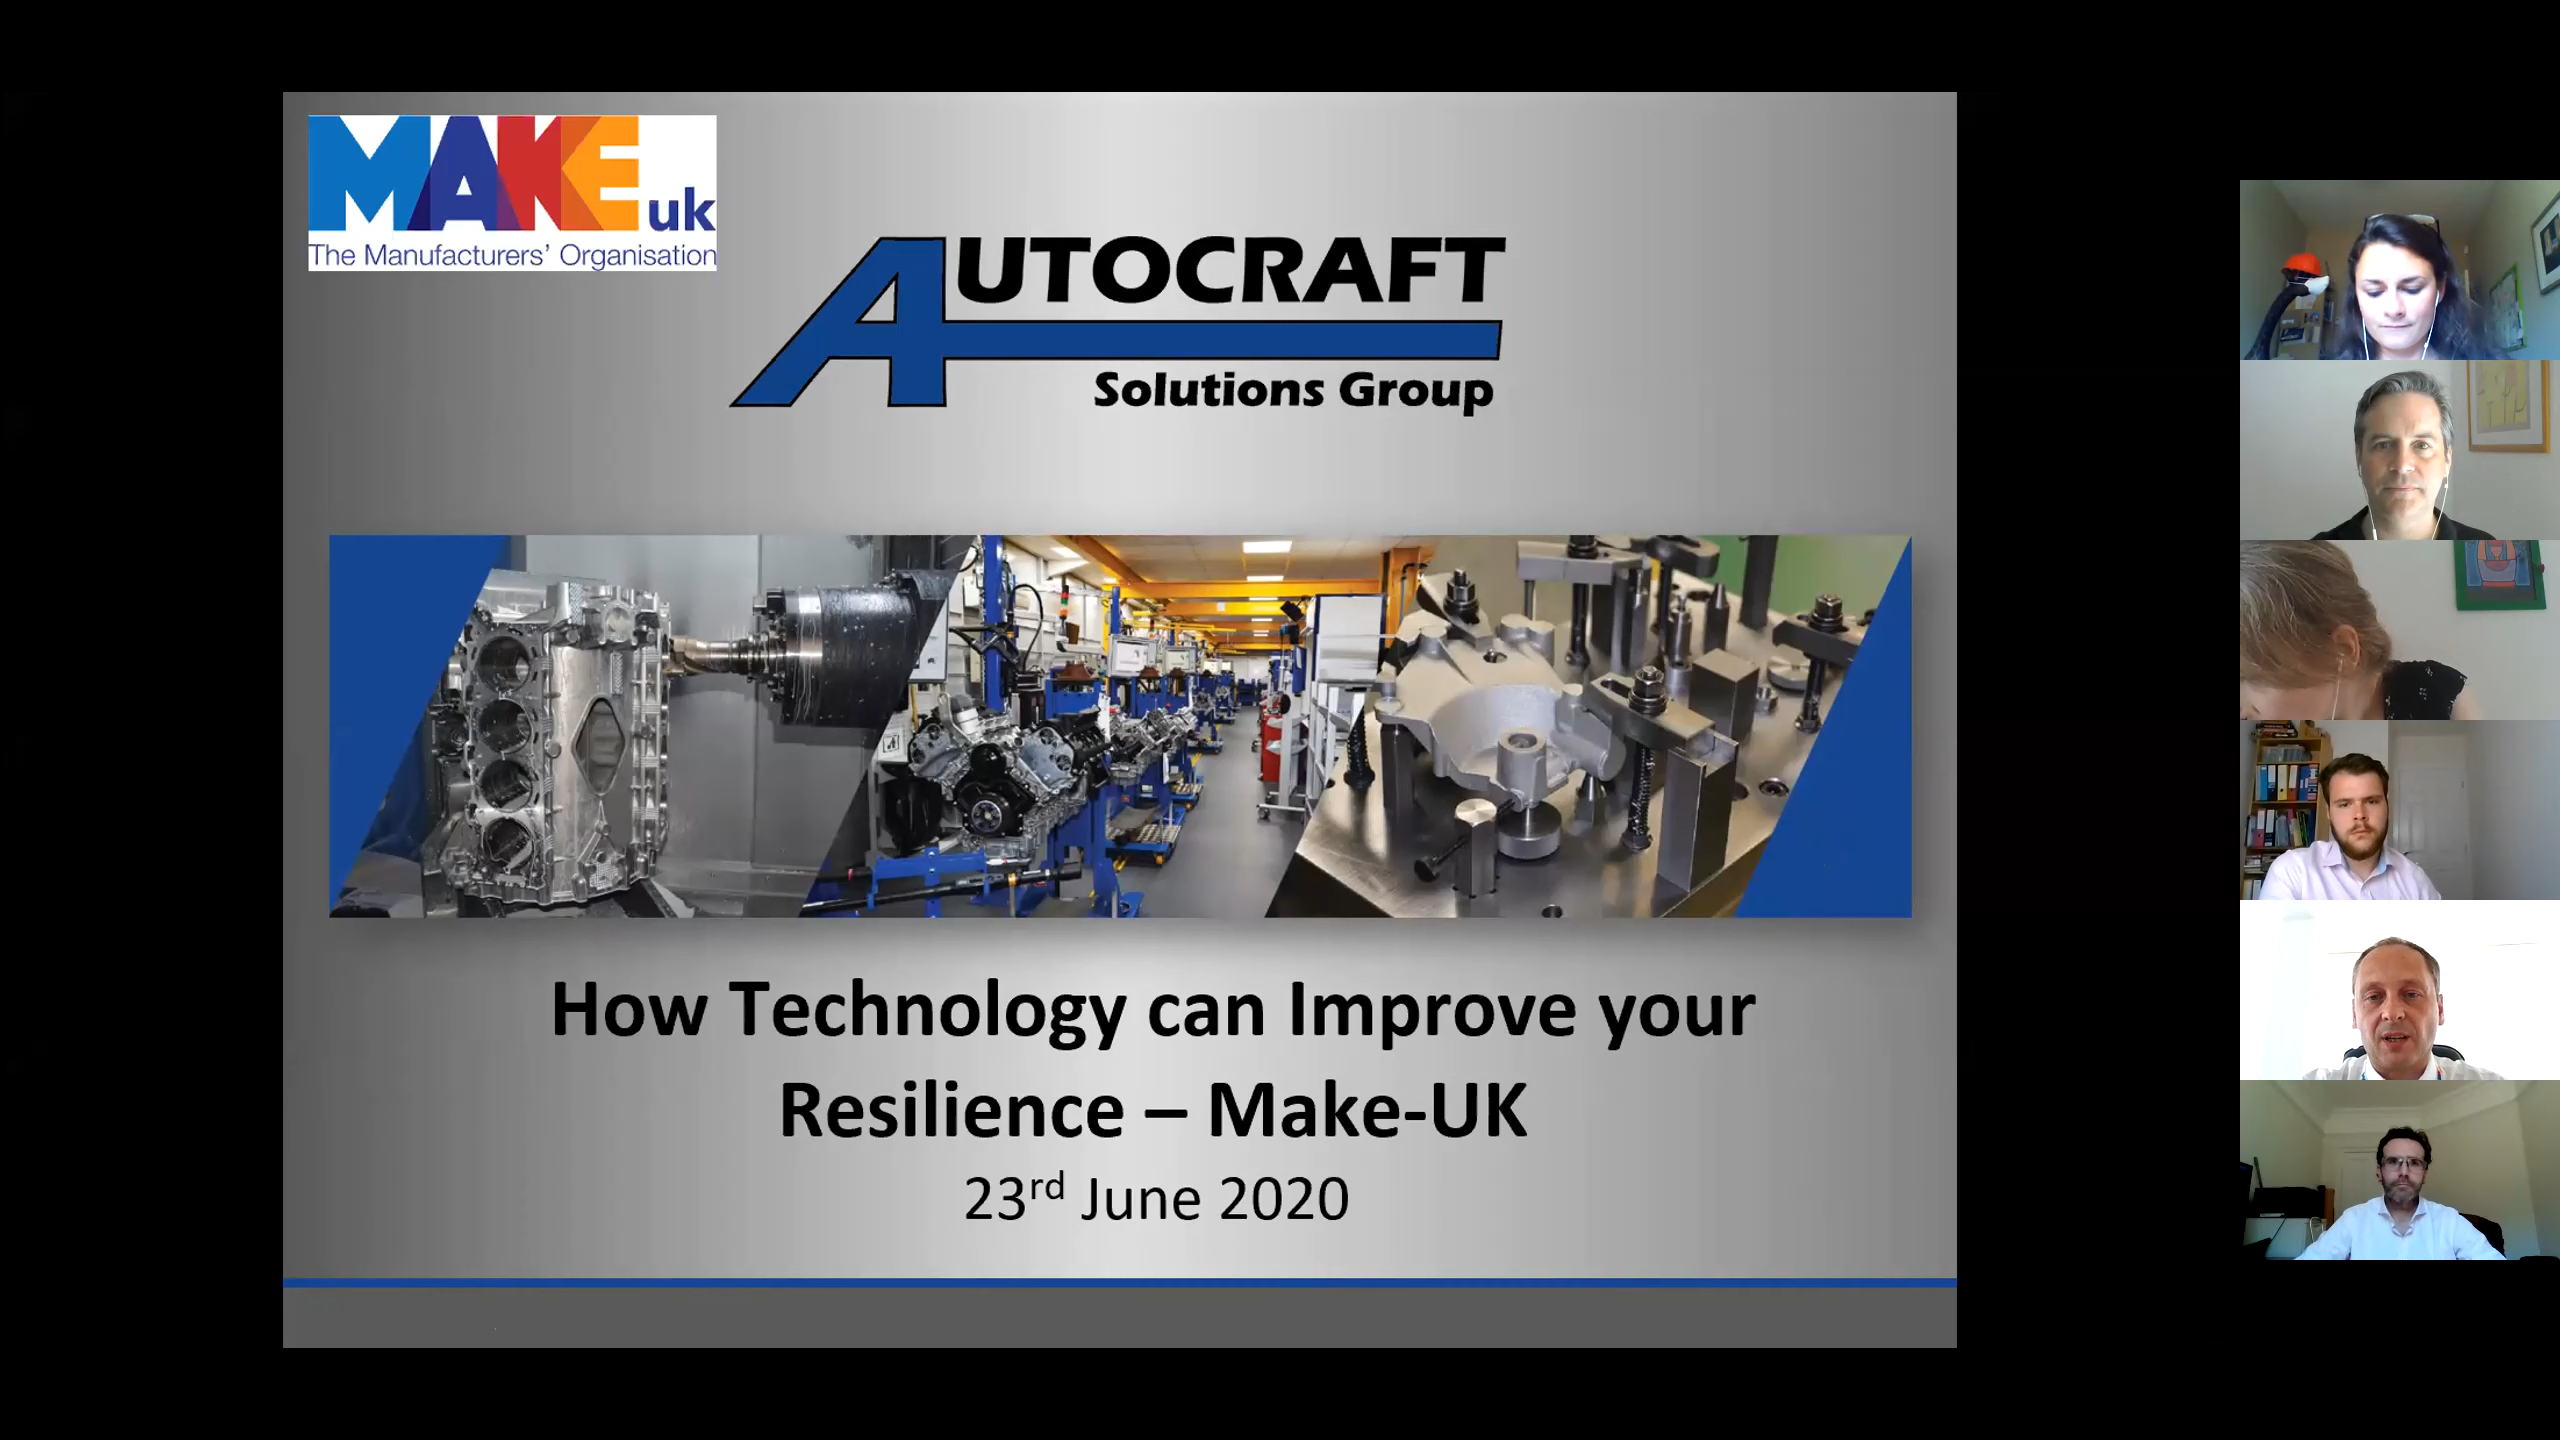 MAKE uk
The Manufacturers' Organisation
AUTOCRAFT
Solutions Group
How Technology can Improve your
Resilience – Make-UK
23rd June 2020